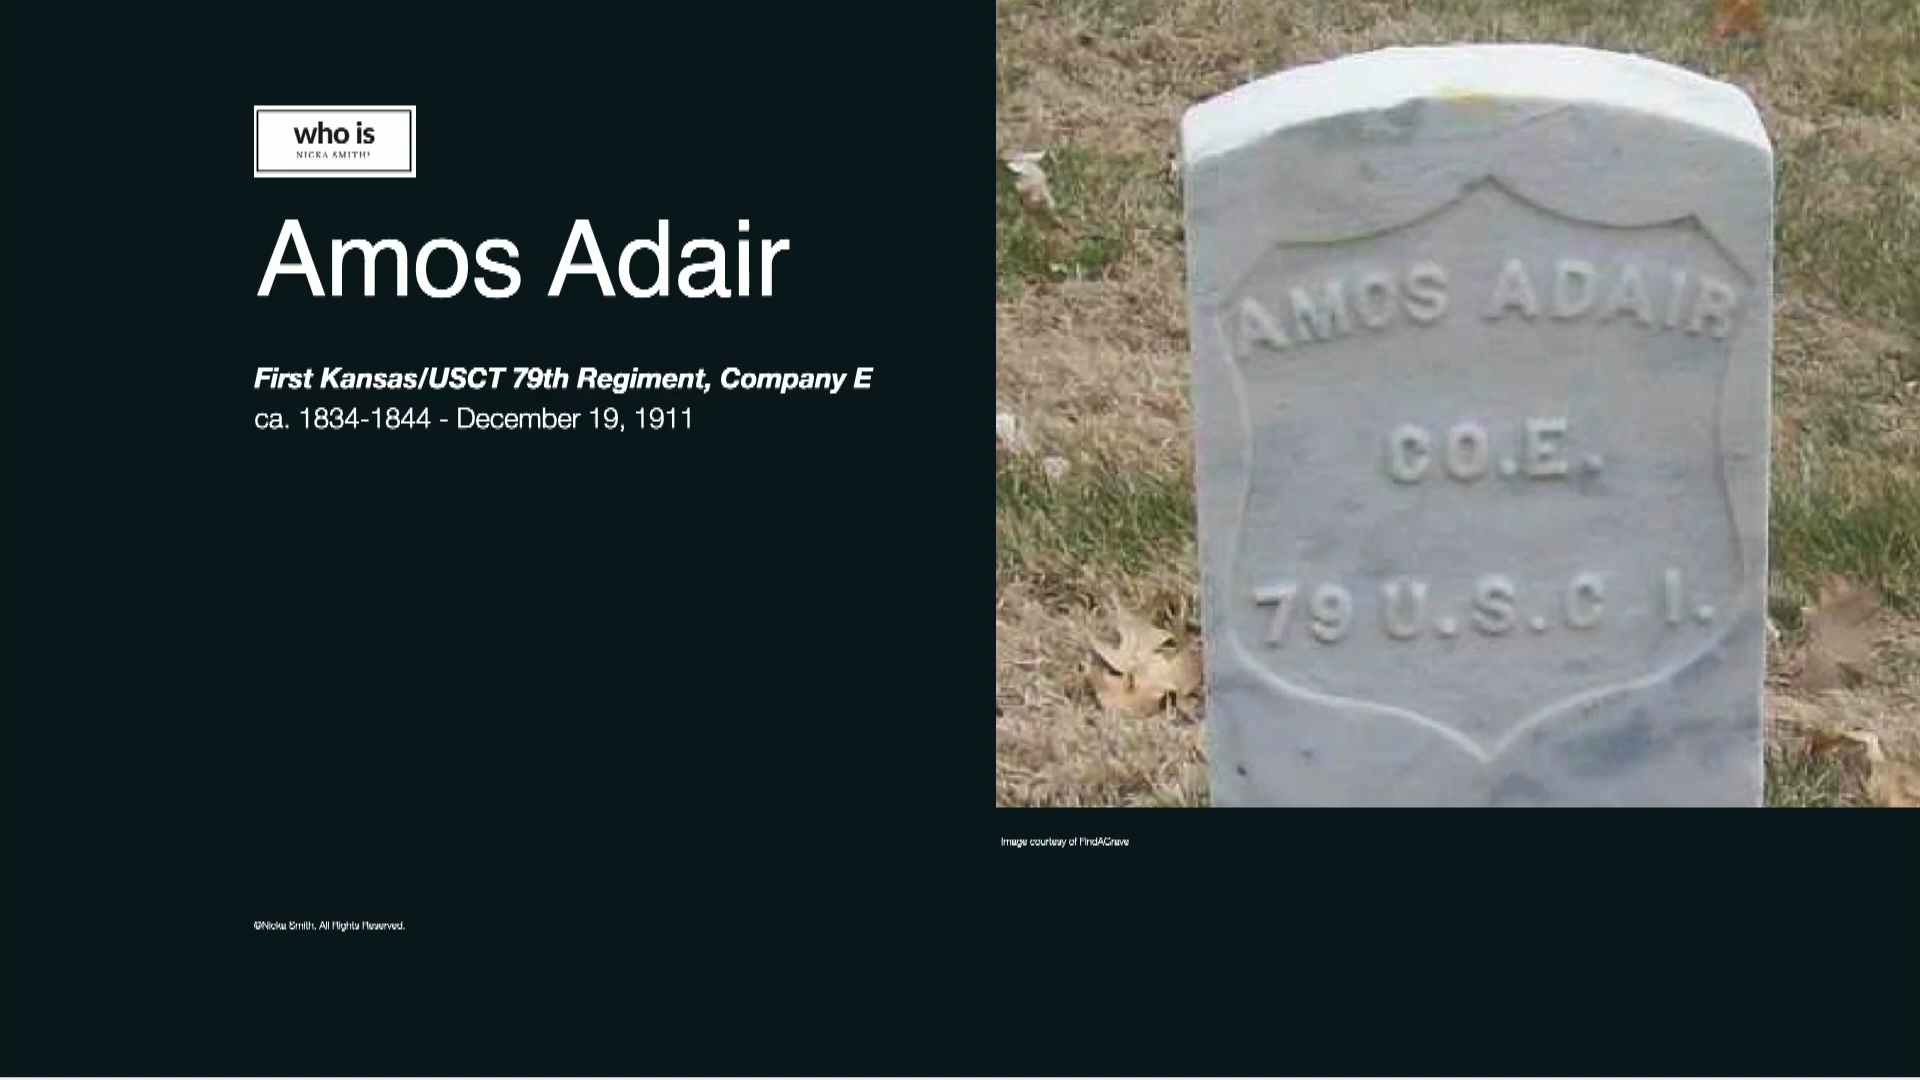 who is
NICKA SMITH?
Amos Adair
First Kansas/USCT 79th Regiment, Company E
ca. 1834-1844 - December 19, 1911
©Nicka Smith, All Rights Reserved.
AMOS ADAIR
CO.E.
79 U.S.C I.
Image courtesy of FindAGrave